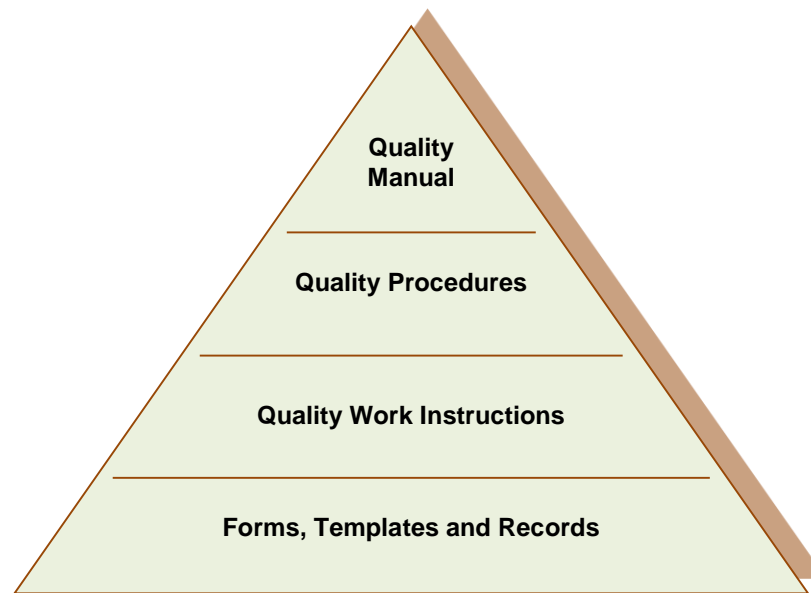 Quality
Manual
Quality Procedures
Quality Work Instructions
Forms, Templates and Records